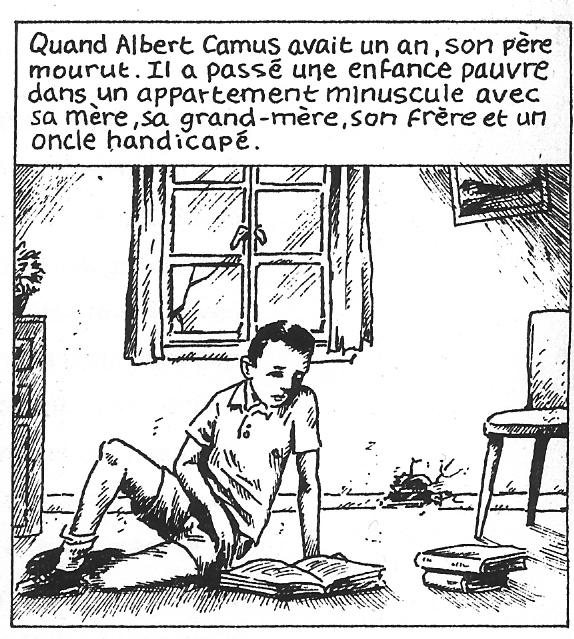 Quand Albert Camus avait un an, son père
mourut. Il a passé une enfance pauvre
dans un appartement minuscule avec
sa mère, sa grand-mère, son frère et un
oncle handicapé.